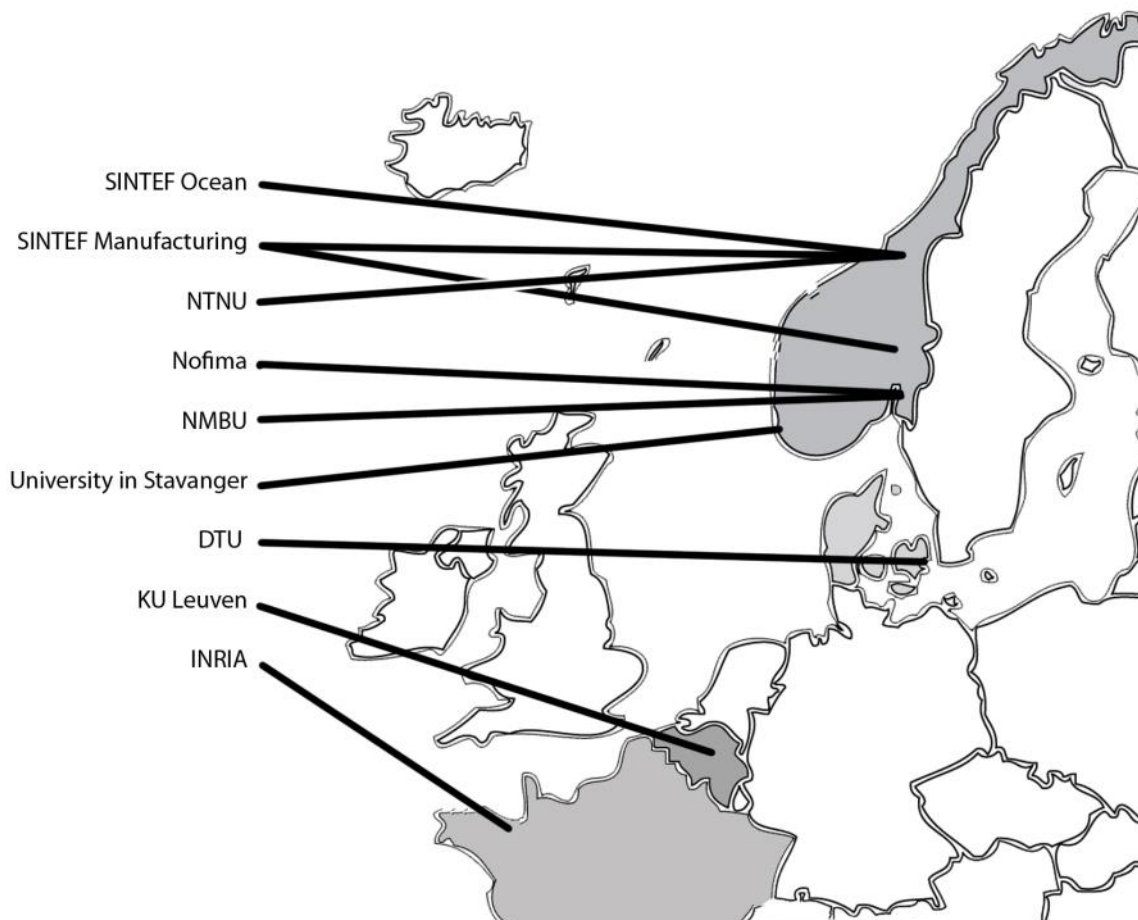 SINTEF Ocean
SINTEF Manufacturing
NTNU
Nofima
NMBU
University in Stavanger
DTU
KU Leuven
INRIA